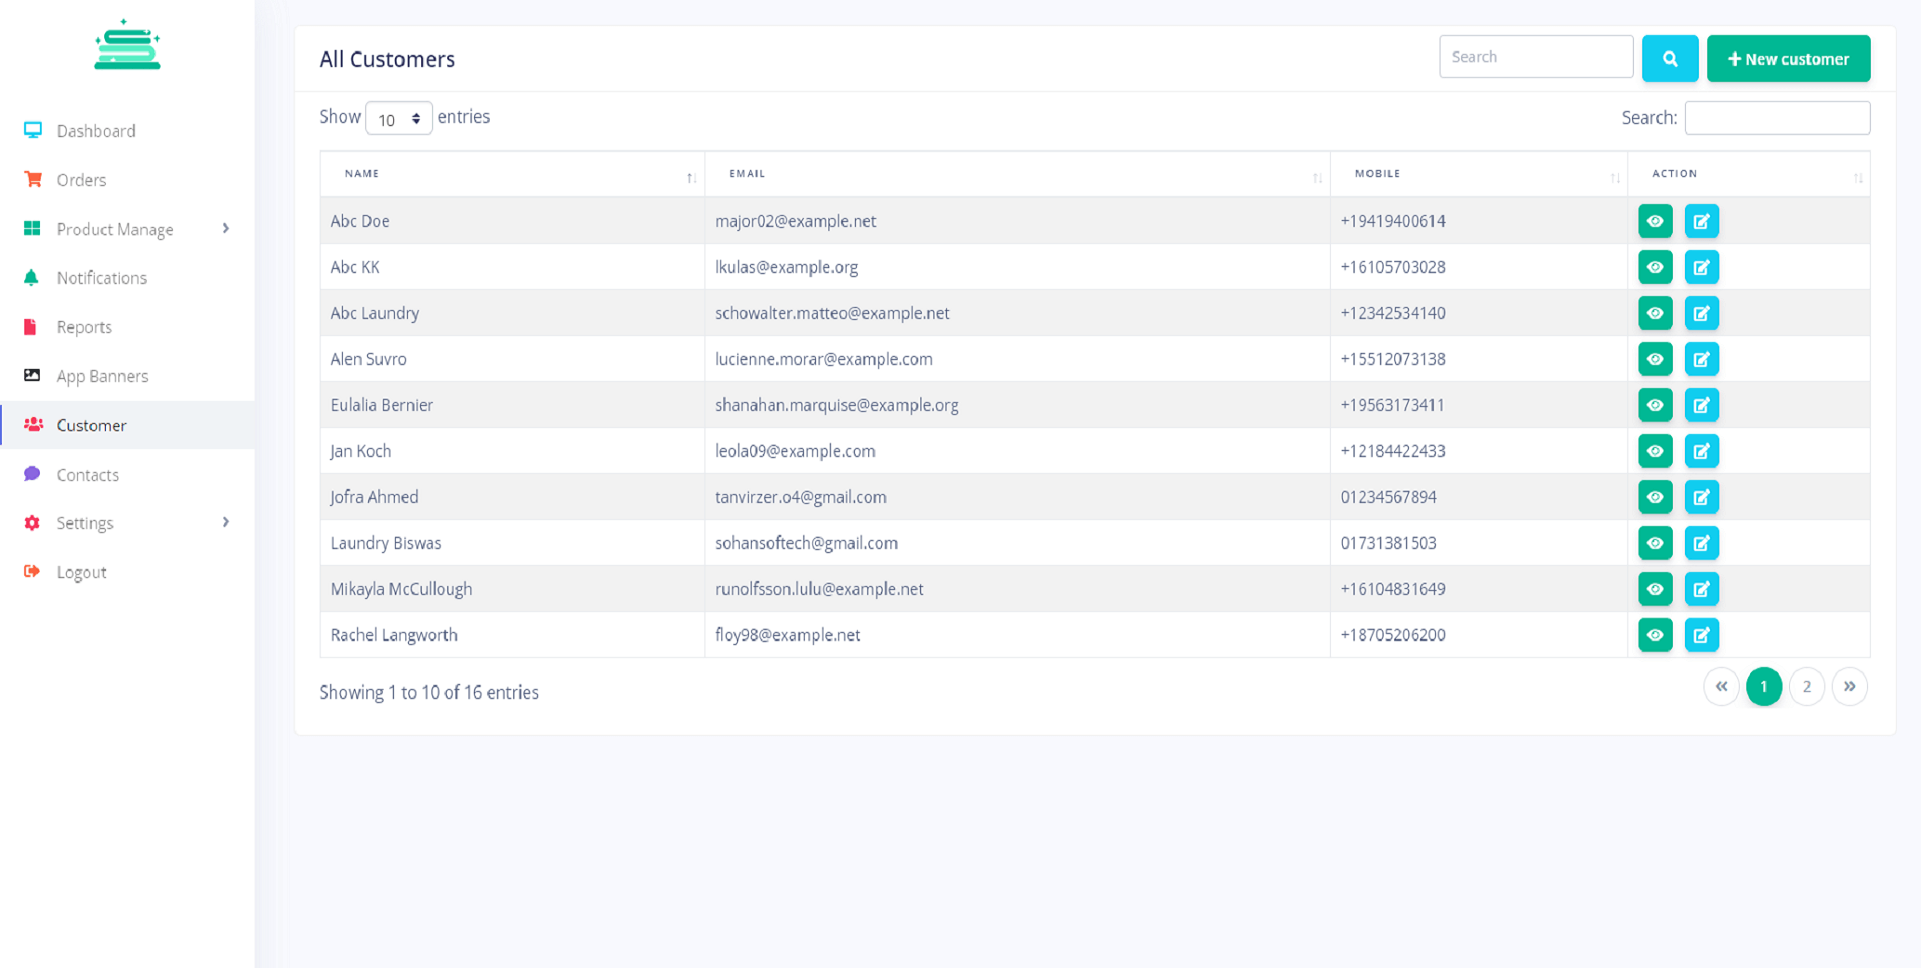 All Customers
Search
New customer
Show 10 entries
Search:
NAME EMAIL MOBILE ACTION
Abc Doe major02@example.net +19419400614
Abc KK lkulas@example.org +16105703028
Abc Laundry schowalter.matteo@example.net +12342534140
Alen Suvro lucienne.morar@example.com +15512073138
Eulalia Bernier shanahan.marquise@example.org +19563173411
Jan Koch leola09@example.com +12184422433
Jofra Ahmed tanvirzer.o4@gmail.com 01234567894
Laundry Biswas sohansoftech@gmail.com 01731381503
Mikayla McCullough runolfsson.lulu@example.net +16104831649
Rachel Langworth floy98@example.net +18705206200
Showing 1 to 10 of 16 entries
« 1 2 »
Dashboard
Orders
Product Manage
Notifications
Reports
App Banners
Customer
Contacts
Settings
Logout